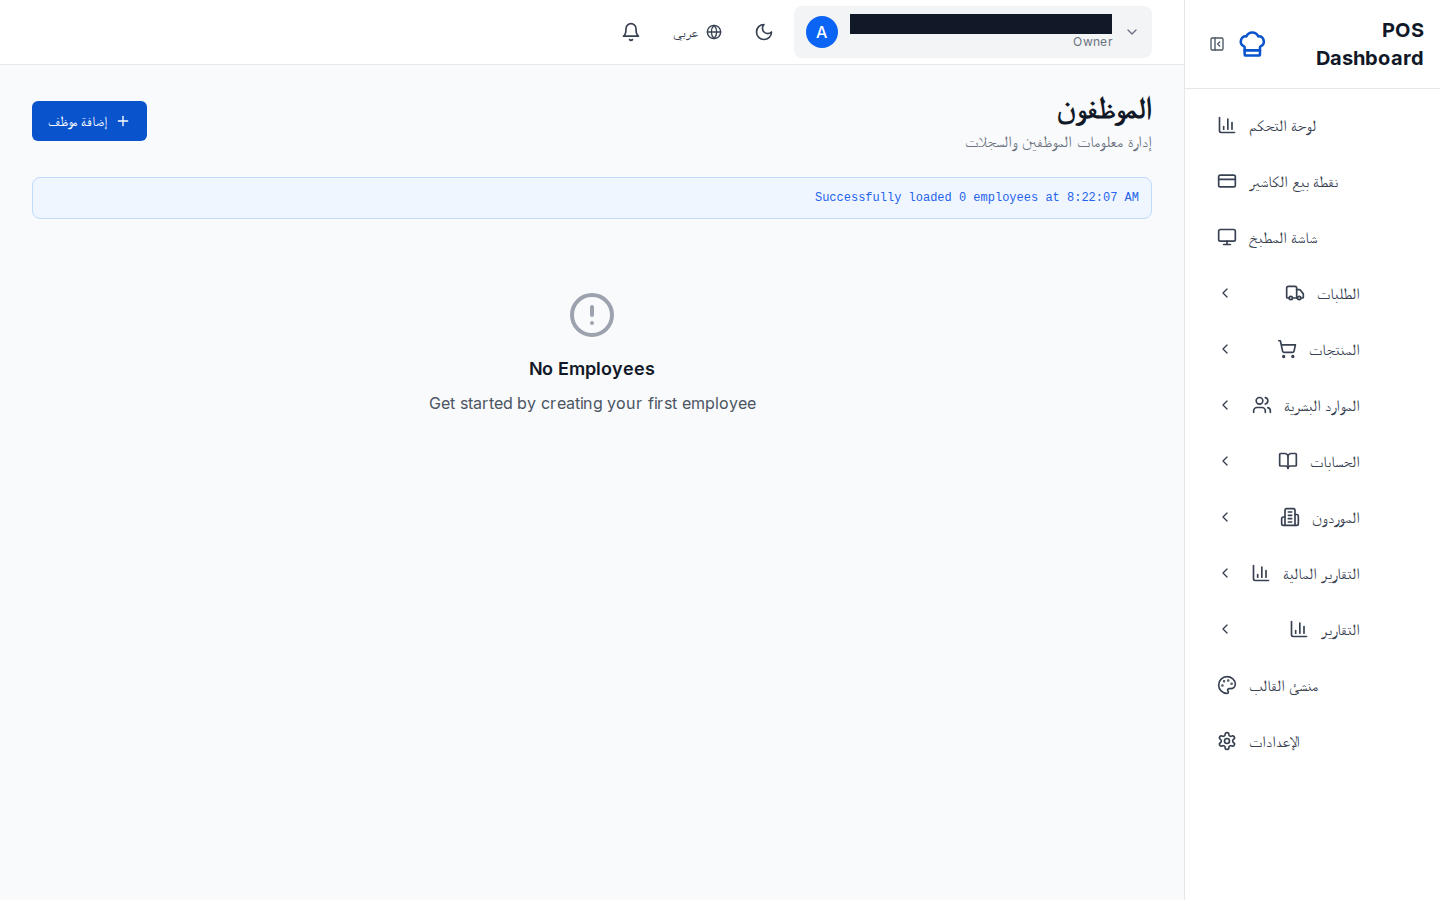 POS
Dashboard
لوحة التحكم
نقطة بيع الكاشير
شاشة المطبخ
الطلبات
المنتجات
الموارد البشرية
الحسابات
الموردون
التقارير المالية
التقارير
منشئ القالب
الإعدادات
A
Owner
عربي
الموظفون
إدارة معلومات الموظفين والسجلات
إضافة موظف
Successfully loaded 0 employees at 8:22:07 AM
No Employees
Get started by creating your first employee